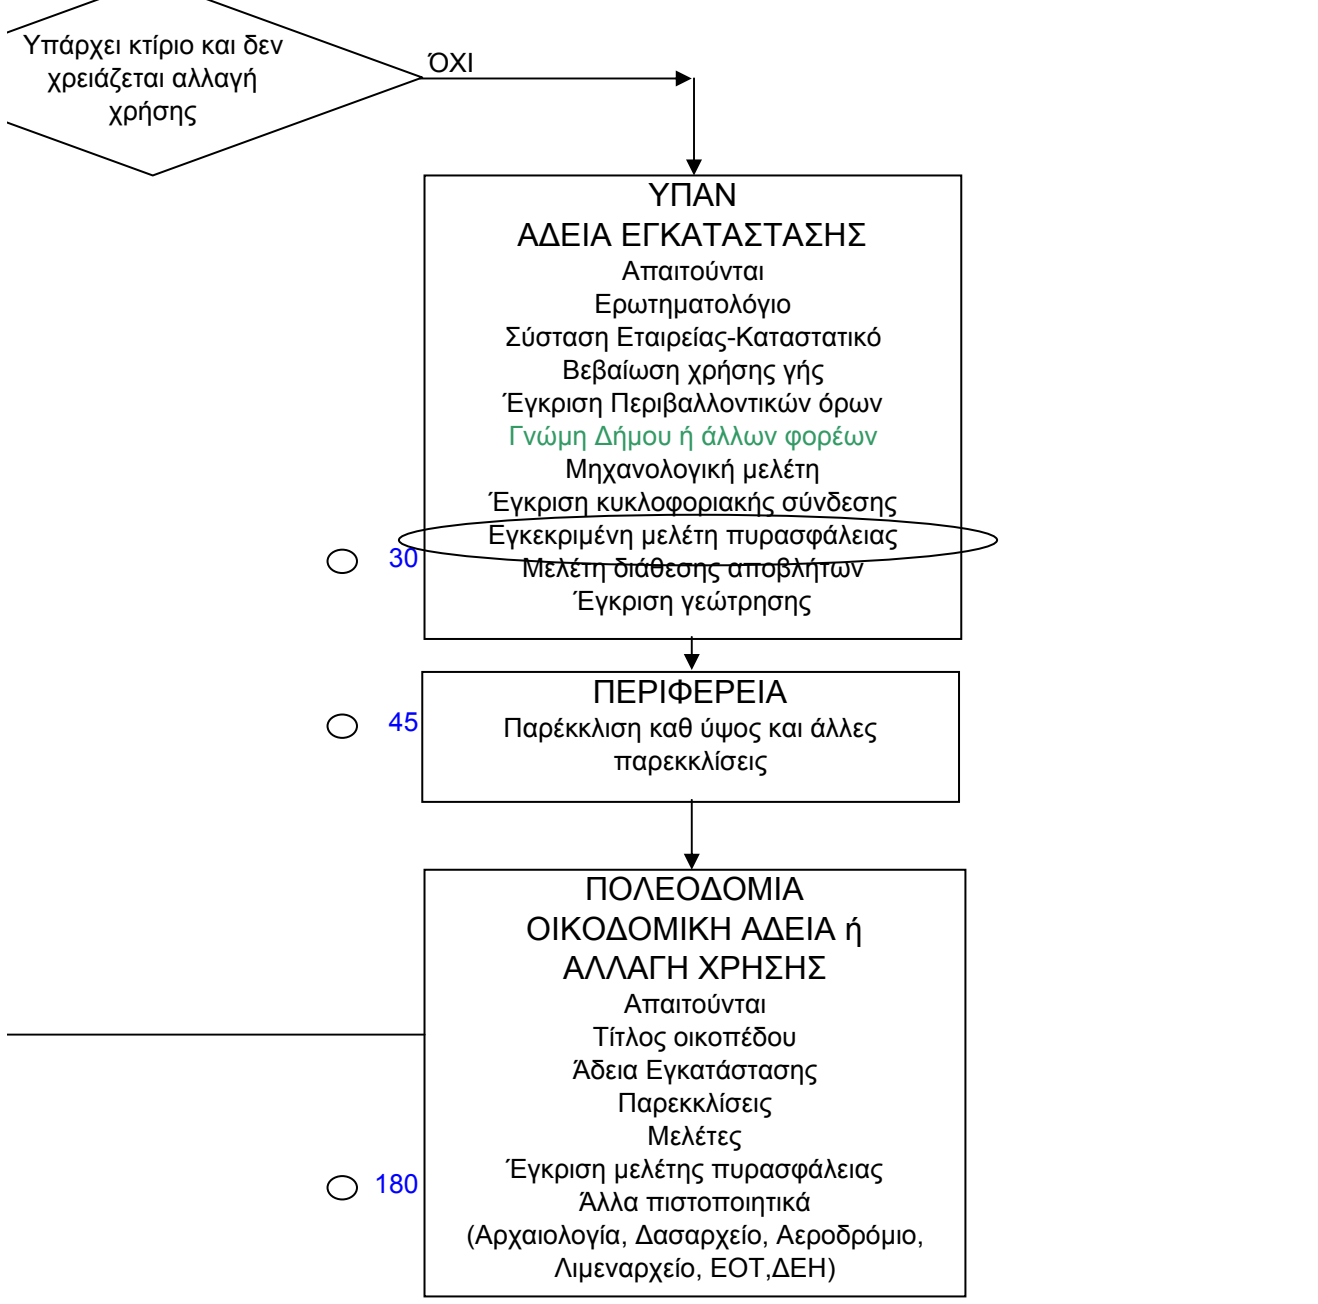 Υπάρχει κτίριο και δεν
χρειάζεται αλλαγή
χρήσης
ΌΧΙ
ΥΠΑΝ
ΑΔΕΙΑ ΕΓΚΑΤΑΣΤΑΣΗΣ
Απαιτούνται
Ερωτηματολόγιο
Σύσταση Εταιρείας-Καταστατικό
Βεβαίωση χρήσης γής
Έγκριση Περιβαλλοντικών όρων
Γνώμη Δήμου ή άλλων φορέων
Μηχανολογική μελέτη
Έγκριση κυκλοφοριακής σύνδεσης
Εγκεκριμένη μελέτη πυρασφάλειας
30
Μελέτη διάθεσης αποβλήτων
Έγκριση γεώτρησης
ΠΕΡΙΦΕΡΕΙΑ
45
Παρέκκλιση καθ ύψος και άλλες
παρεκκλίσεις
ΠΟΛΕΟΔΟΜΙΑ
ΟΙΚΟΔΟΜΙΚΗ ΑΔΕΙΑ ή
ΑΛΛΑΓΗ ΧΡΗΣΗΣ
Απαιτούνται
Τίτλος οικοπέδου
Άδεια Εγκατάστασης
Παρεκκλίσεις
Μελέτες
Έγκριση μελέτης πυρασφάλειας
180
Άλλα πιστοποιητικά
(Αρχαιολογία, Δασαρχείο, Αεροδρόμιο,
Λιμεναρχείο, ΕΟΤ,ΔΕΗ)